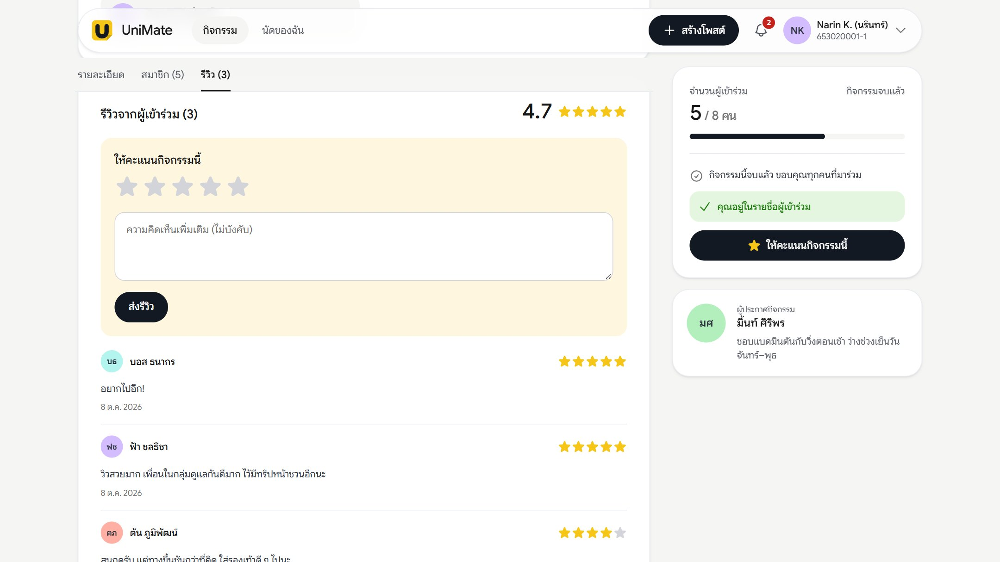 UniMate
กิจกรรม
นัดของฉัน
สร้างโพสต์
2
NK
Narin K. (นรินทร์)
653020001-1
รายละเอียด
สมาชิก (5)
รีวิว (3)
รีวิวจากผู้เข้าร่วม (3)
4.7
ให้คะแนนกิจกรรมนี้
ความคิดเห็นเพิ่มเติม (ไม่บังคับ)
ส่งรีวิว
บธ
บอส ธนากร
อยากไปอีก!
8 ต.ค. 2026
ฟช
ฟ้า ชลธิชา
วิวสวยมาก เพื่อนในกลุ่มดูแลกันดีมาก ไว้มีทริปหน้าชวนอีกนะ
8 ต.ค. 2026
ตภ
ต้น ภูมิพัฒน์
สนุกครับ แต่ทางขึ้นชันกว่าที่คิด ใส่รองเท้าดี ๆ ไปนะ
จำนวนผู้เข้าร่วม
กิจกรรมจบแล้ว
5 / 8 คน
กิจกรรมนี้จบแล้ว ขอบคุณทุกคนที่มาร่วม
คุณอยู่ในรายชื่อผู้เข้าร่วม
ให้คะแนนกิจกรรมนี้
มศ
ผู้ประกาศกิจกรรม
มิ้นท์ ศิริพร
ชอบแบดมินตันกับวิ่งตอนเช้า ว่างช่วงเย็นวัน
จันทร์–พุธ